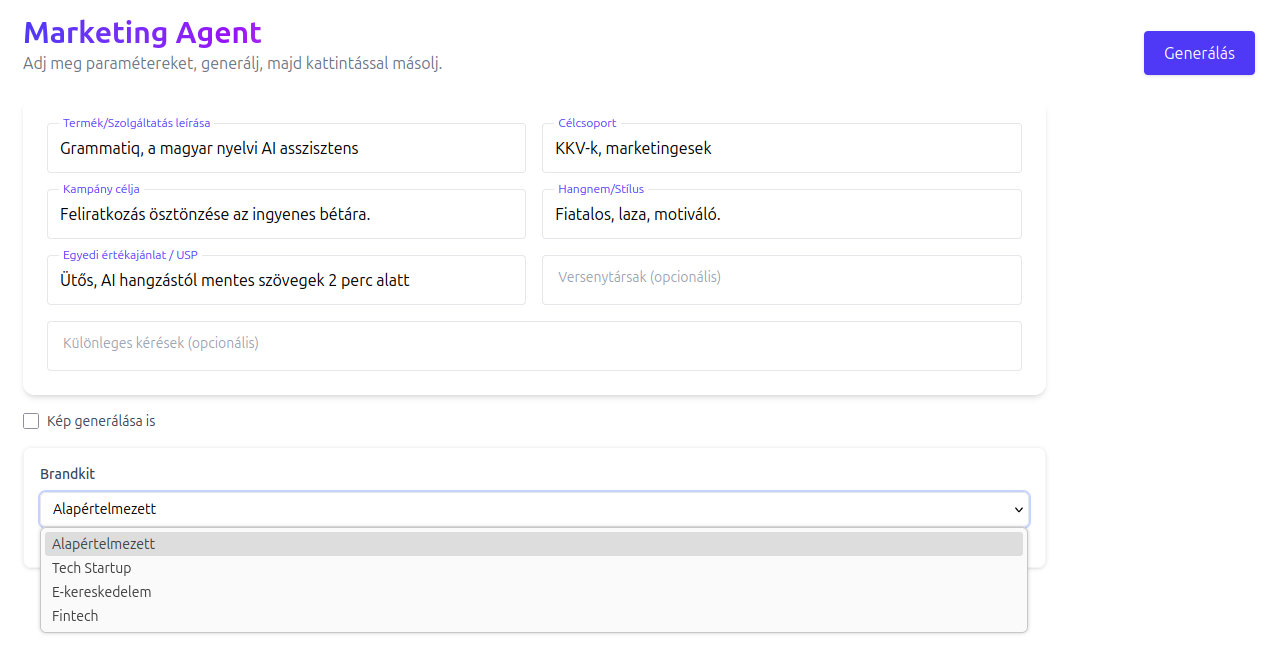 Marketing Agent
Adj meg paramétereket, generálj, majd kattintással másolj.
Generálás
Termék/Szolgáltatás leírása
Grammatiq, a magyar nyelvi AI asszisztens
Célcsoport
KKV-k, marketingesek
Kampány célja
Feliratkozás ösztönzése az ingyenes bétára.
Hangnem/Stílus
Fiatalos, laza, motiváló.
Egyedi értékajánlat / USP
Ütős, AI hangzástól mentes szövegek 2 perc alatt
Versenytársak (opcionális)
Különleges kérések (opcionális)
Kép generálása is
Brandkit
Alapértelmezett
Alapértelmezett
Tech Startup
E-kereskedelem
Fintech